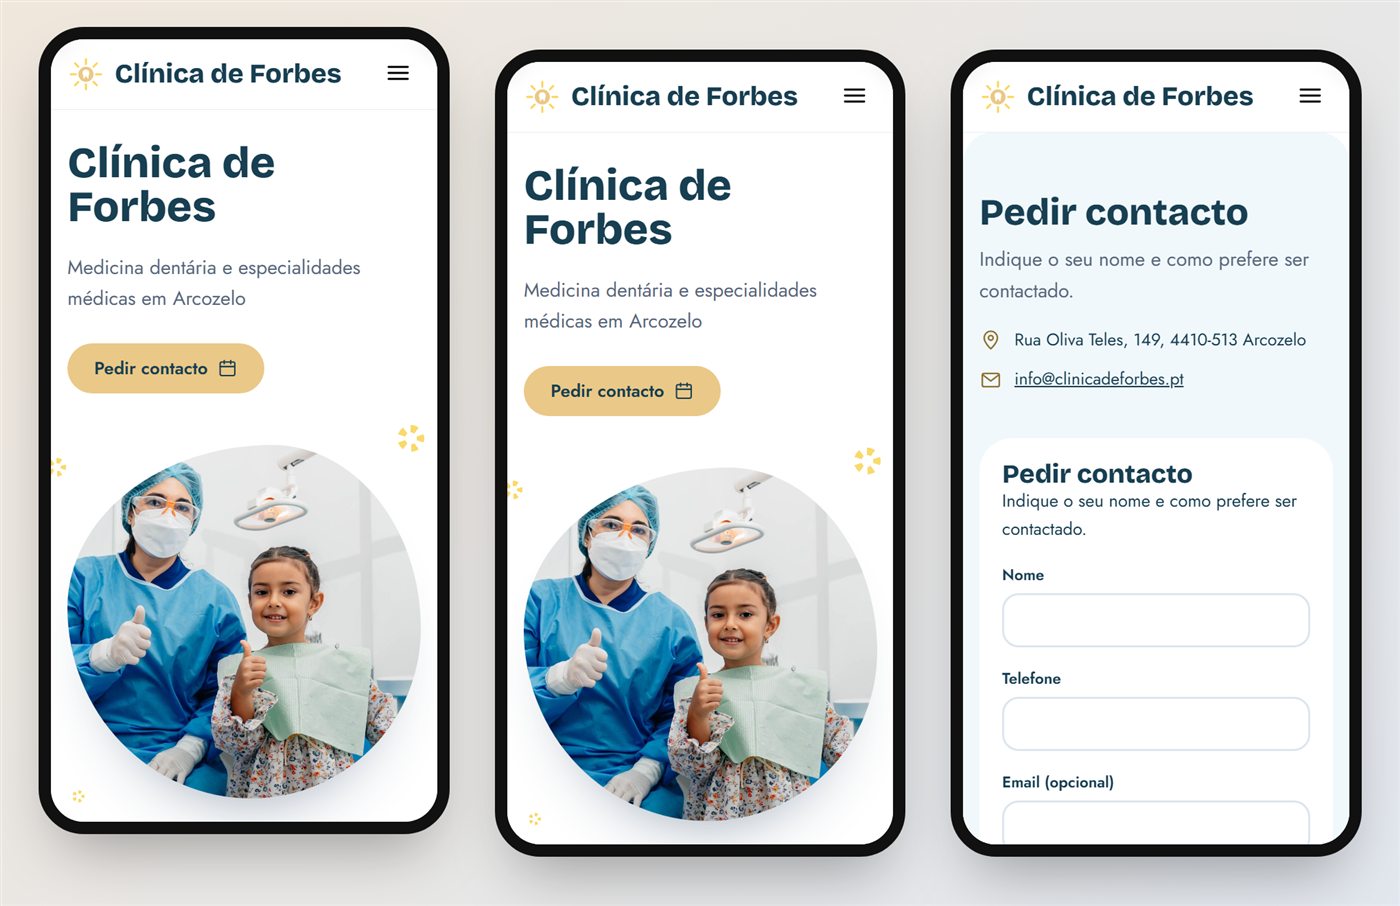 Clínica de Forbes
Clínica de
Forbes
Medicina dentária e especialidades
médicas em Arcozelo
Pedir contacto
Clínica de Forbes
Clínica de
Forbes
Medicina dentária e especialidades
médicas em Arcozelo
Pedir contacto
Clínica de Forbes
Pedir contacto
Indique o seu nome e como prefere ser
contactado.
Rua Oliva Teles, 149, 4410-513 Arcozelo
info@clinicadeforbes.pt
Pedir contacto
Indique o seu nome e como prefere ser
contactado.
Nome
Telefone
Email (opcional)